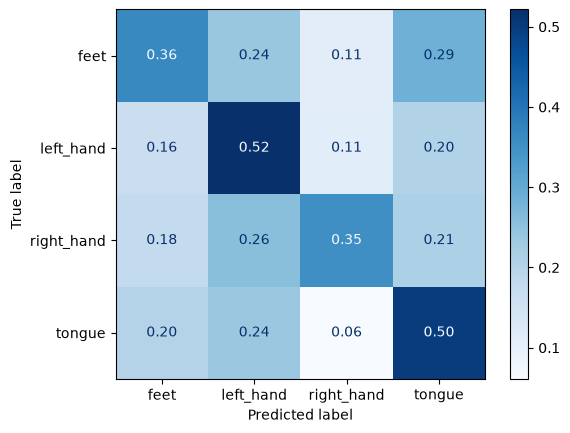 True label
feet 0.36 0.24 0.11 0.29
left_hand 0.16 0.52 0.11 0.20
right_hand 0.18 0.26 0.35 0.21
tongue 0.20 0.24 0.06 0.50
feet left_hand right_hand tongue
Predicted label
0.5
0.4
0.3
0.2
0.1